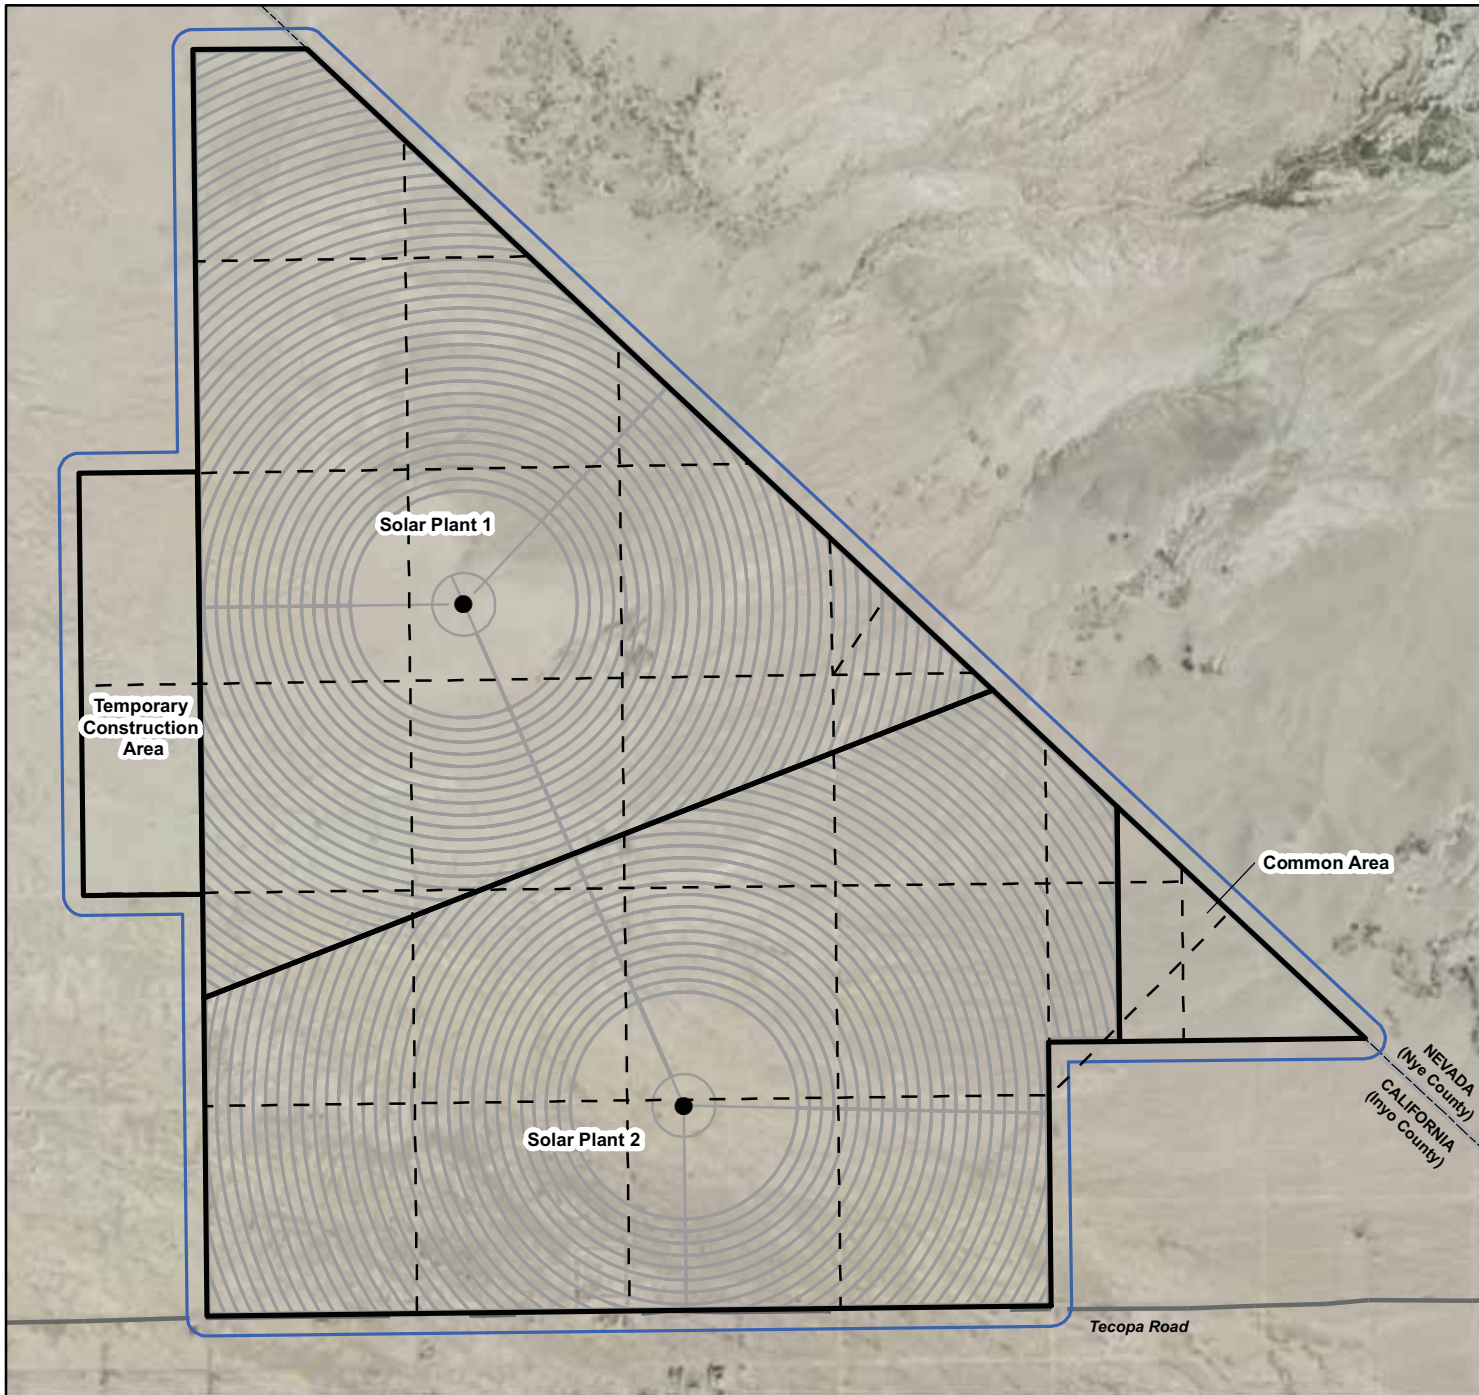 Solar Plant 1
Temporary
Construction
Area
Common Area
NEVADA
(Nye County)
CALIFORNIA
(Inyo County)
Solar Plant 2
Tecopa Road